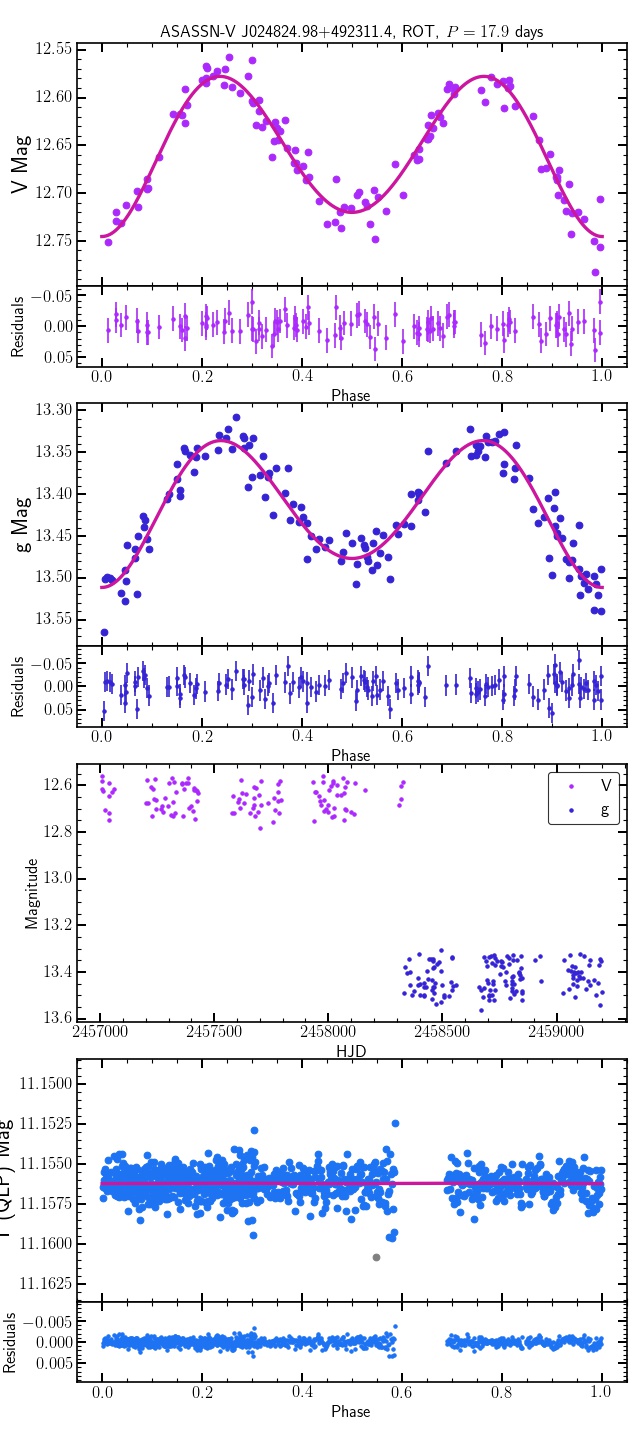 ASASSN-V J024824.98+492311.4, ROT, P = 17.9 days
12.55
12.60
12.65
12.70
12.75
V Mag
−0.05
0.00
0.05
Residuals
0.0 0.2 0.4 0.6 0.8 1.0
Phase
13.30
13.35
13.40
13.45
13.50
13.55
g Mag
−0.05
0.00
0.05
Residuals
0.0 0.2 0.4 0.6 0.8 1.0
Phase
12.6
12.8
13.0
13.2
13.4
13.6
Magnitude
V
g
2457000 2457500 2458000 2458500 2459000
HJD
11.1500
11.1525
11.1550
11.1575
11.1600
11.1625
(QLP) Mag
−0.005
0.000
0.005
Residuals
0.0 0.2 0.4 0.6 0.8 1.0
Phase